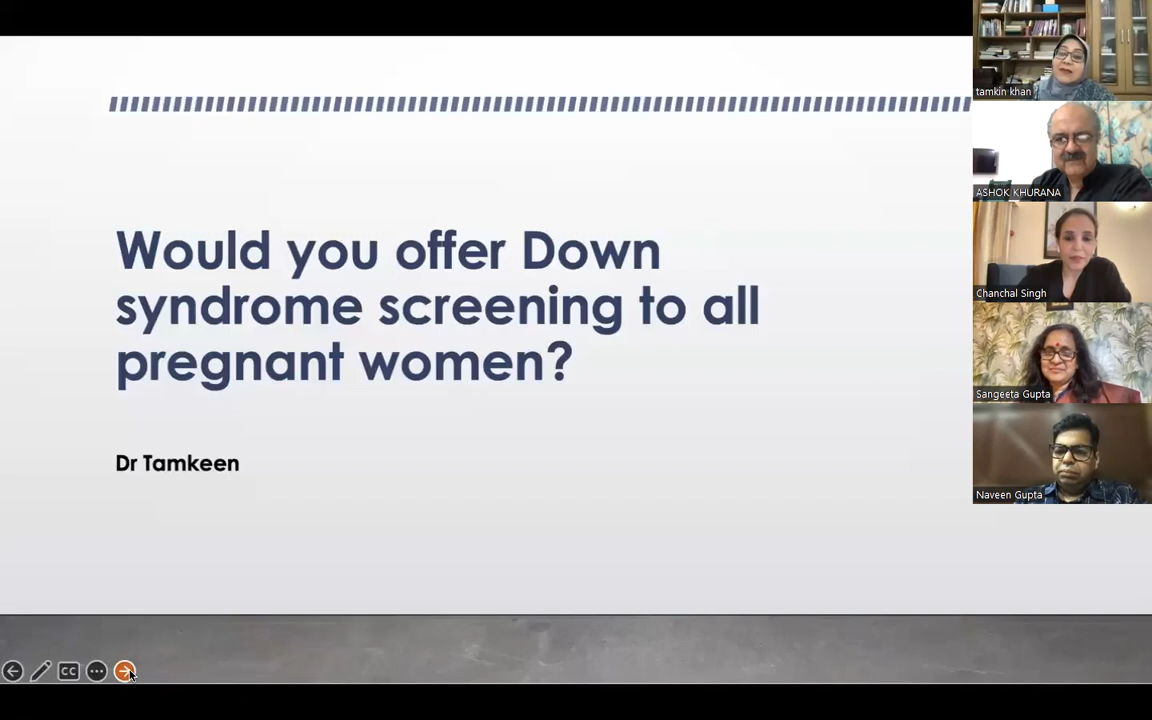 Would you offer Down
syndrome screening to all
pregnant women?
Dr Tamkeen
tamkin khan
ASHOK KHURANA
Chanchal Singh
Sangeeta Gupta
Naveen Gupta
CC